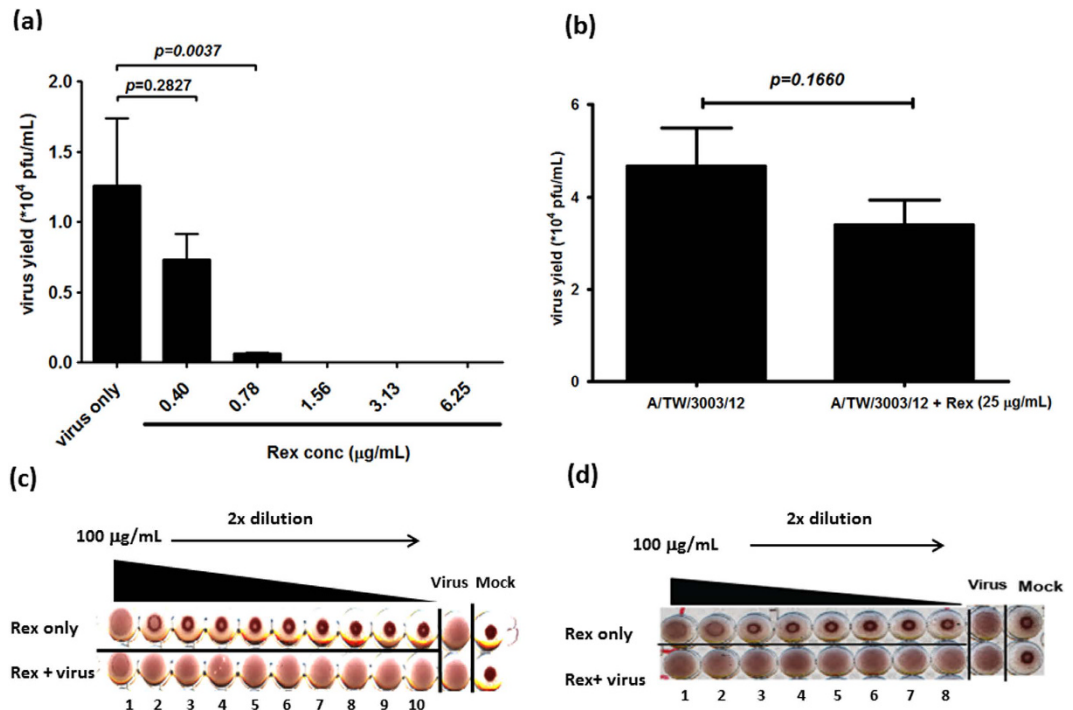 (a)
p=0.0037
p=0.2827
2.0
1.5
1.0
0.5
0.0
virus yield (*10⁴ pfu/mL)
virus only
0.40
0.78
1.56
3.13
6.25
Rex conc (µg/mL)
(b)
p=0.1660
6
4
2
0
virus yield (*10⁴ pfu/mL)
A/TW/3003/12
A/TW/3003/12 + Rex (25 µg/mL)
(c)
2x dilution
100 µg/mL
Virus Mock
Rex only
Rex + virus
1 2 3 4 5 6 7 8 9 10
(d)
2x dilution
100 µg/mL
Virus Mock
Rex only
Rex+ virus
1 2 3 4 5 6 7 8